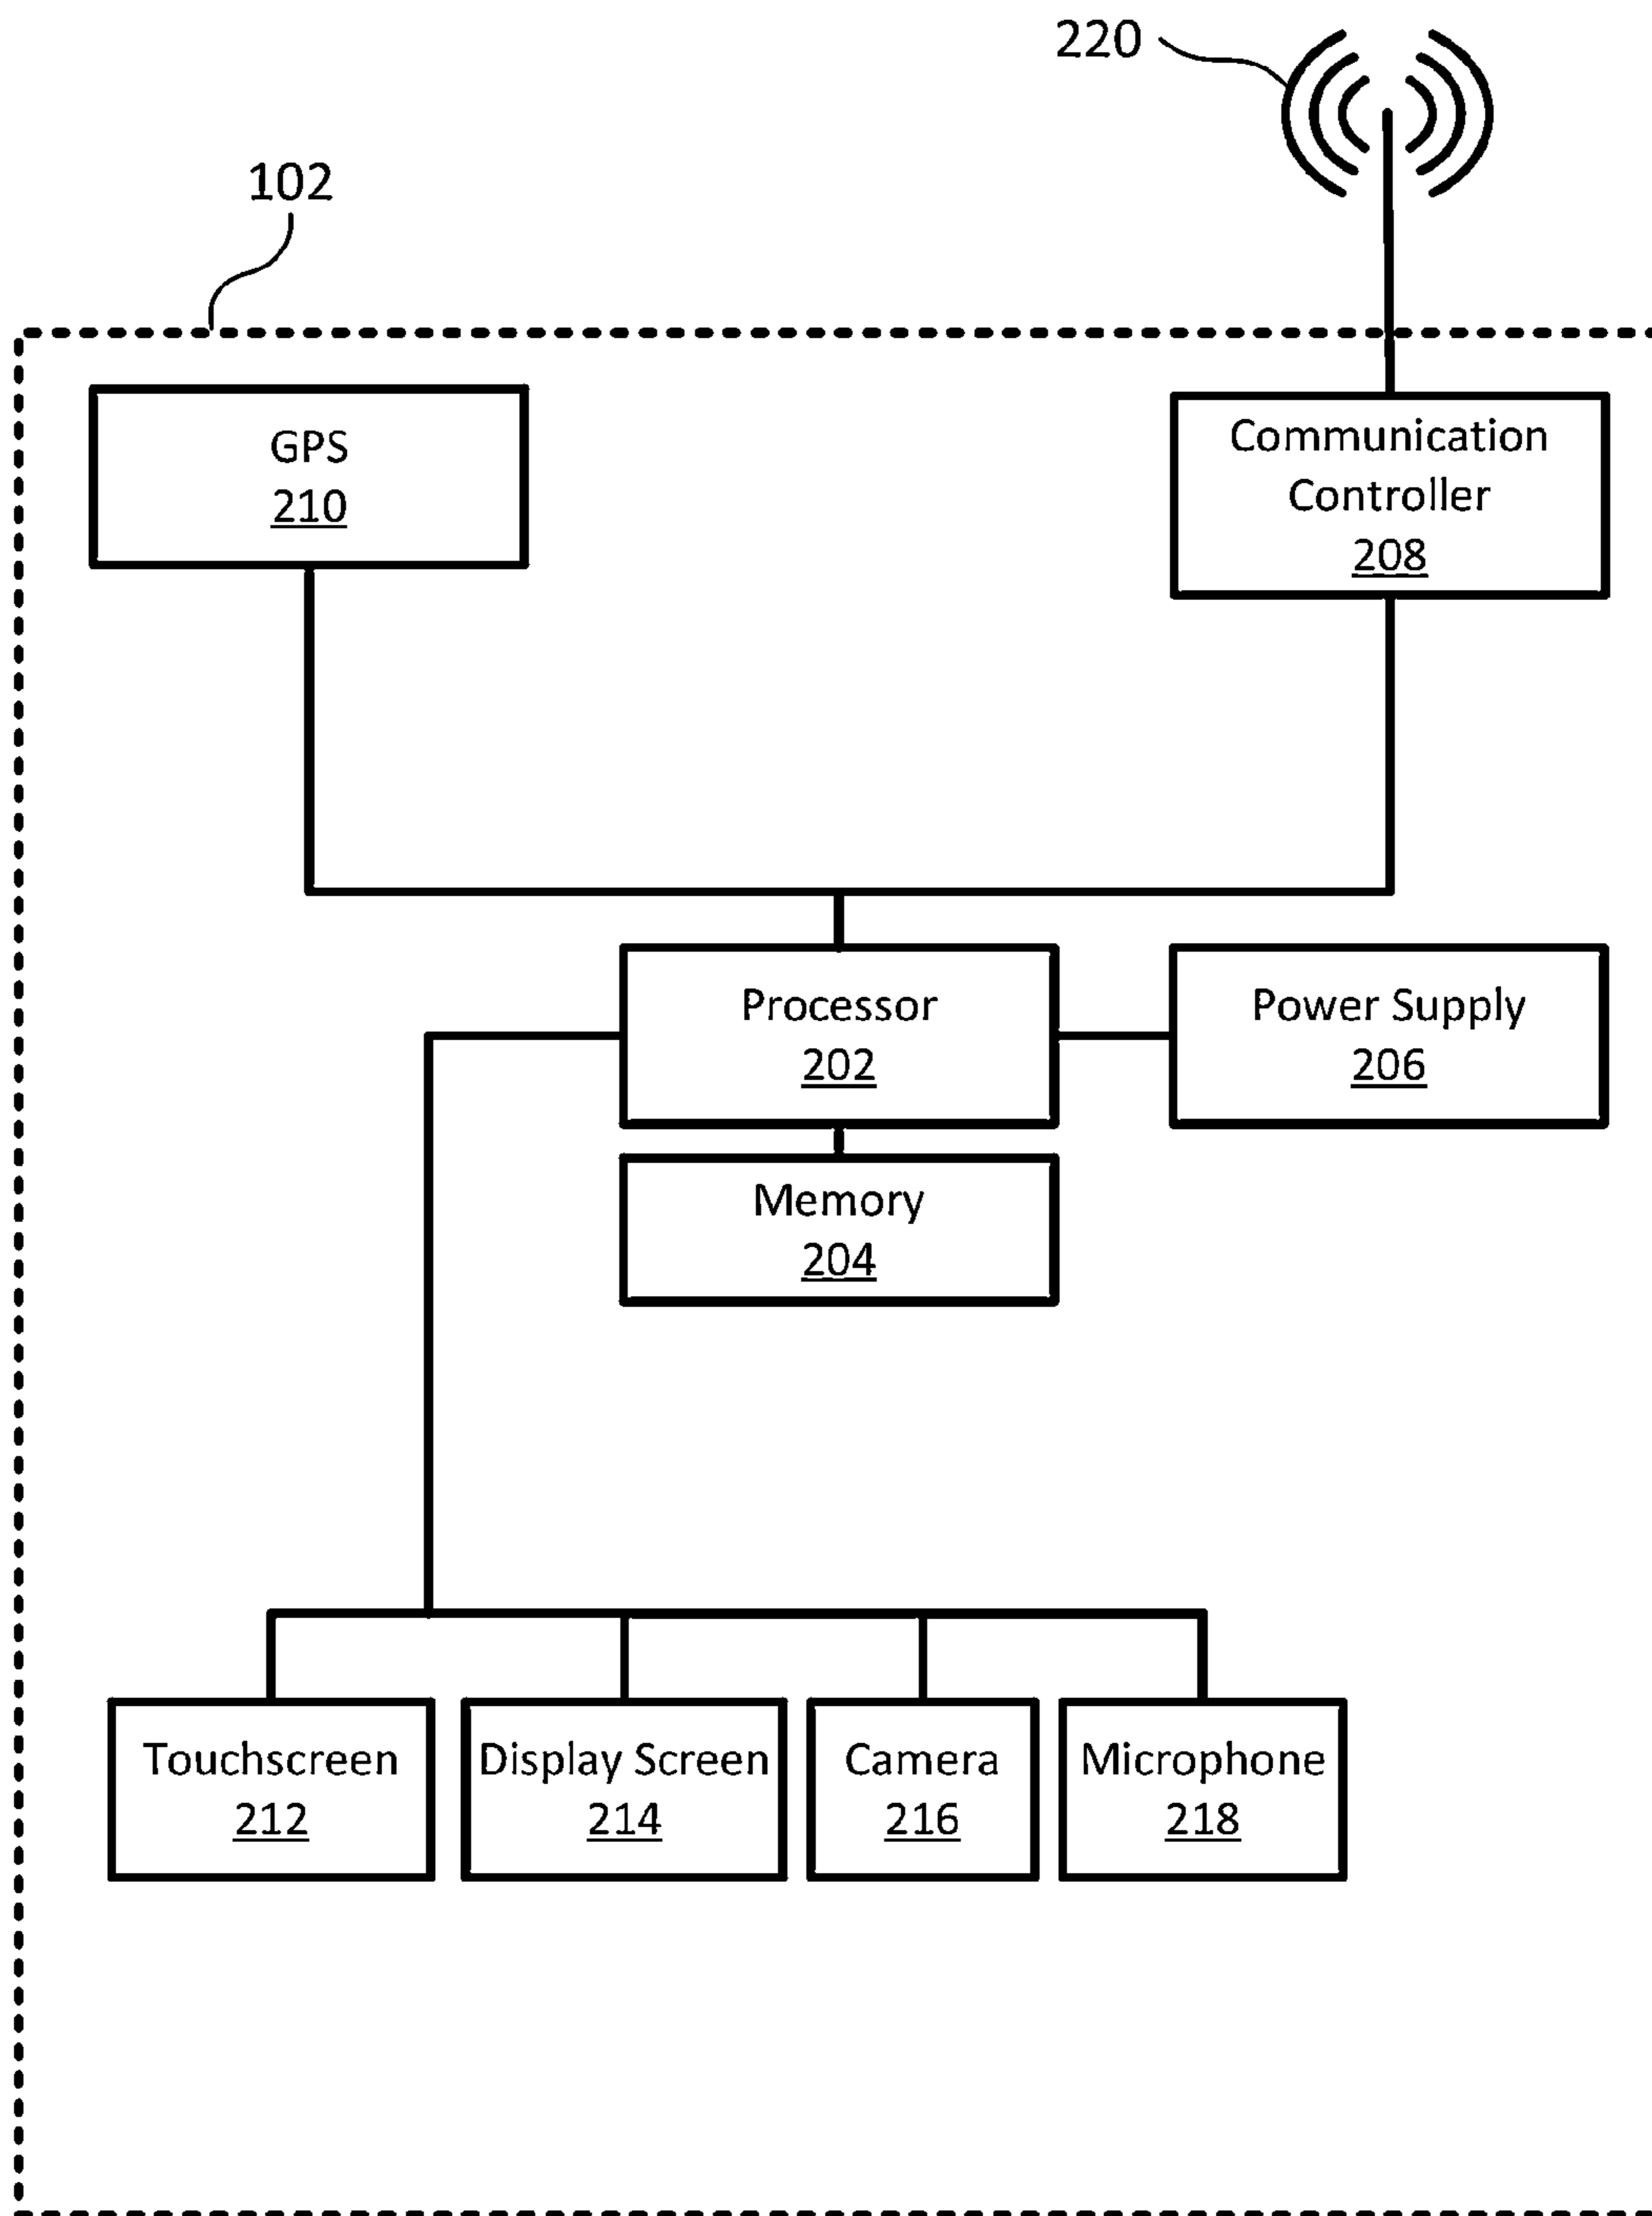 220
102
GPS
210
Communication
Controller
208
Processor
202
Power Supply
206
Memory
204
Touchscreen
212
Display Screen
214
Camera
216
Microphone
218